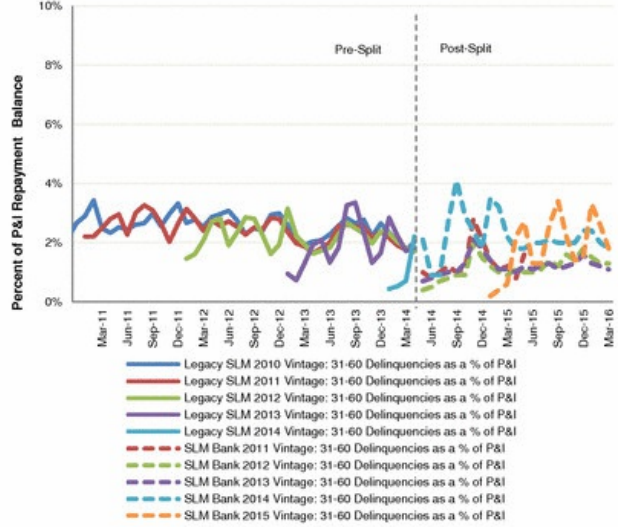 10%
Pre-Split Post-Split
8%
6%
4%
2%
0%
Percent of P&I Repayment Balance
Mar-11 Jun-11 Sep-11 Dec-11 Mar-12 Jun-12 Sep-12 Dec-12 Mar-13 Jun-13 Sep-13 Dec-13 Mar-14 Jun-14 Sep-14 Dec-14 Mar-15 Jun-15 Sep-15 Dec-15 Mar-16
Legacy SLM 2010 Vintage: 31-60 Delinquencies as a % of P&I
Legacy SLM 2011 Vintage: 31-60 Delinquencies as a % of P&I
Legacy SLM 2012 Vintage: 31-60 Delinquencies as a % of P&I
Legacy SLM 2013 Vintage: 31-60 Delinquencies as a % of P&I
Legacy SLM 2014 Vintage: 31-60 Delinquencies as a % of P&I
SLM Bank 2011 Vintage: 31-60 Delinquencies as a % of P&I
SLM Bank 2012 Vintage: 31-60 Delinquencies as a % of P&I
SLM Bank 2013 Vintage: 31-60 Delinquencies as a % of P&I
SLM Bank 2014 Vintage: 31-60 Delinquencies as a % of P&I
SLM Bank 2015 Vintage: 31-60 Delinquencies as a % of P&I